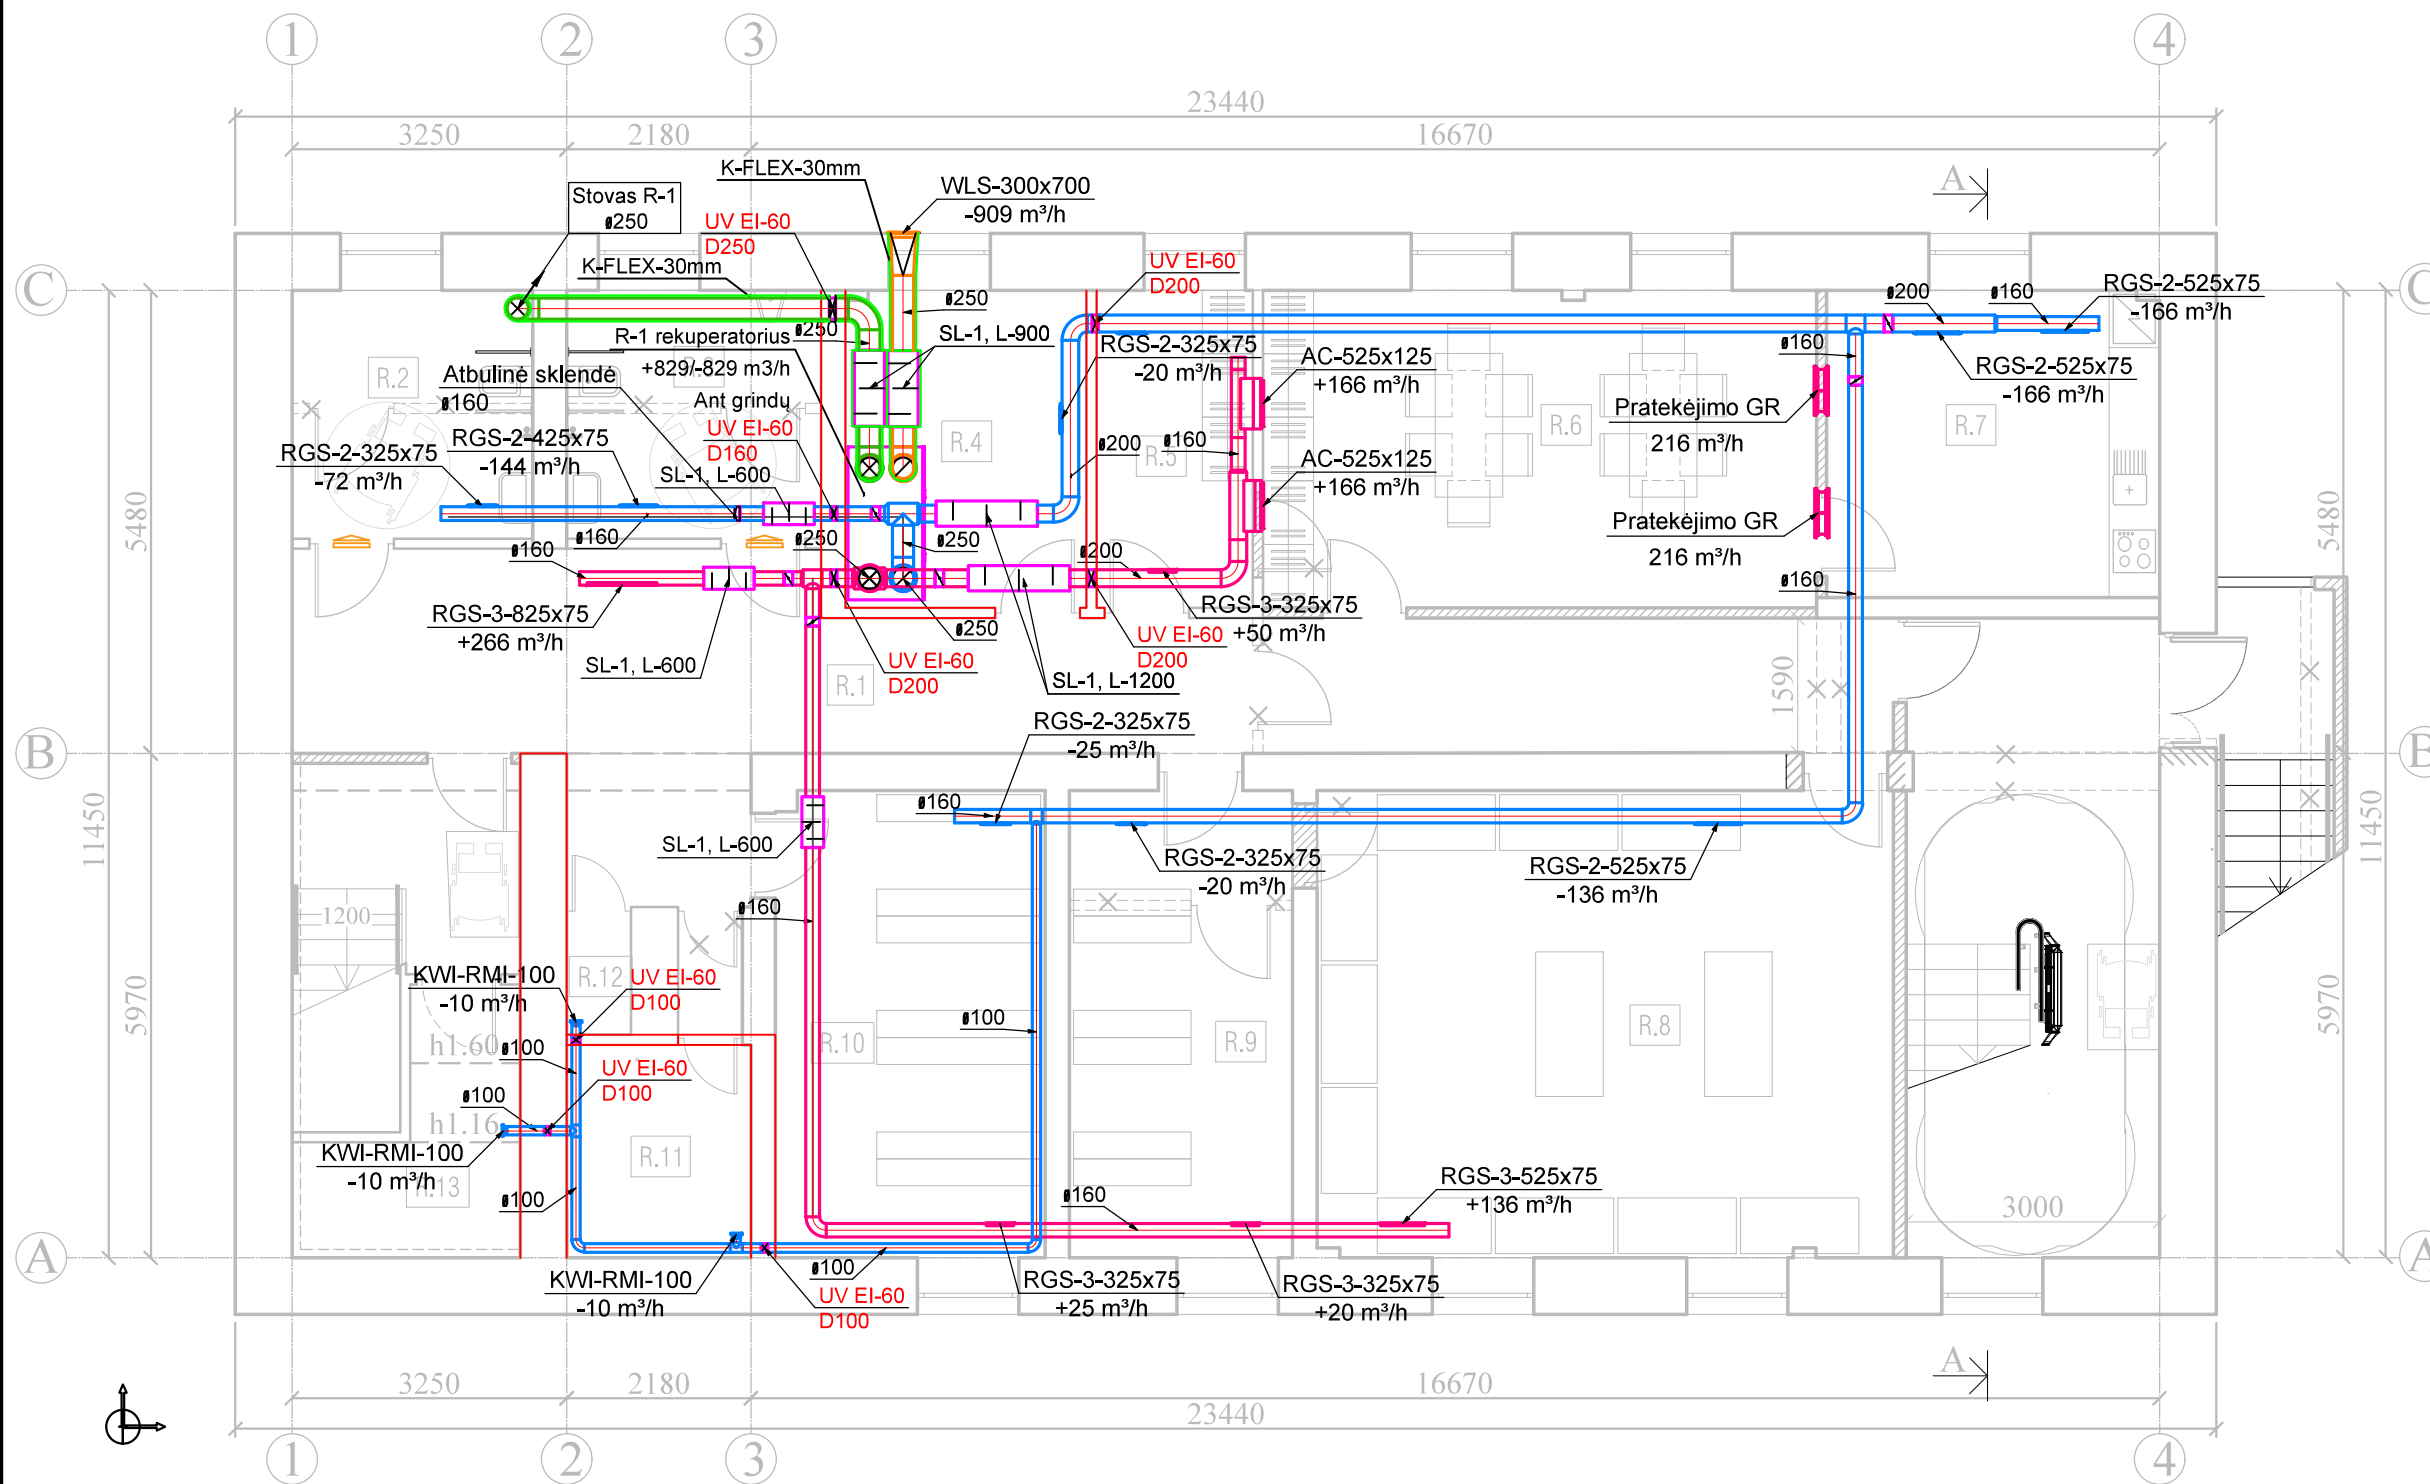 1
2
3
4
23440
3250
2180
16670
K-FLEX-30mm
WLS-300x700
-909 m³/h
A
Stovas R-1
ø250
UV EI-60
D250
K-FLEX-30mm
UV EI-60
D200
C
C
RGS-2-525x75
-166 m³/h
ø200
ø160
ø250
ø250
R-1 rekuperatorius
+829/-829 m3/h
SL-1, L-900
RGS-2-325x75
-20 m³/h
AC-525x125
+166 m³/h
ø160
RGS-2-525x75
-166 m³/h
R.2
Atbulinė sklendė
ø160
Ant grindų
UV EI-60
D160
Pratekėjimo GR
216 m³/h
R.4
R.5
R.6
R.7
RGS-2-325x75
-72 m³/h
RGS-2-425x75
-144 m³/h
SL-1, L-600
ø200
ø160
AC-525x125
+166 m³/h
5480
5480
Pratekėjimo GR
216 m³/h
ø160
ø160
ø250
ø250
ø200
ø160
RGS-3-825x75
+266 m³/h
ø250
RGS-3-325x75
+50 m³/h
UV EI-60
D200
SL-1, L-600
UV EI-60
D200
SL-1, L-1200
R.1
1590
RGS-2-325x75
-25 m³/h
B
B
11450
11450
ø160
SL-1, L-600
RGS-2-325x75
-20 m³/h
RGS-2-525x75
-136 m³/h
1200
ø160
KWI-RMI-100
-10 m³/h
R.12
UV EI-60
D100
5970
5970
ø100
R.10
R.9
R.8
h1.60
ø100
UV EI-60
D100
ø100
h1.16
KWI-RMI-100
-10 m³/h
R.13
R.11
ø100
ø160
RGS-3-525x75
+136 m³/h
3000
A
A
KWI-RMI-100
-10 m³/h
ø100
UV EI-60
D100
RGS-3-325x75
+25 m³/h
RGS-3-325x75
+20 m³/h
A
3250
2180
16670
23440
1
2
3
4